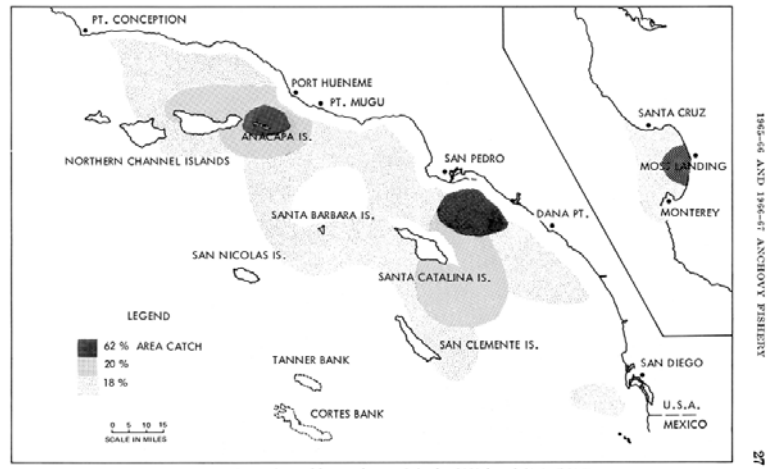 PT. CONCEPTION
PORT HUENEME
PT. MUGU
ANACAPA IS.
NORTHERN CHANNEL ISLANDS
SAN PEDRO
SANTA BARBARA IS.
DANA PT.
SAN NICOLAS IS.
SANTA CATALINA IS.
SAN CLEMENTE IS.
TANNER BANK
CORTES BANK
SAN DIEGO
U.S.A.
MEXICO
SANTA CRUZ
MOSS LANDING
MONTEREY
LEGEND
62 % AREA CATCH
20 %
18 %
0 5 10 15
SCALE IN MILES
1965-66 AND 1966-67 ANCHOVY FISHERY
27